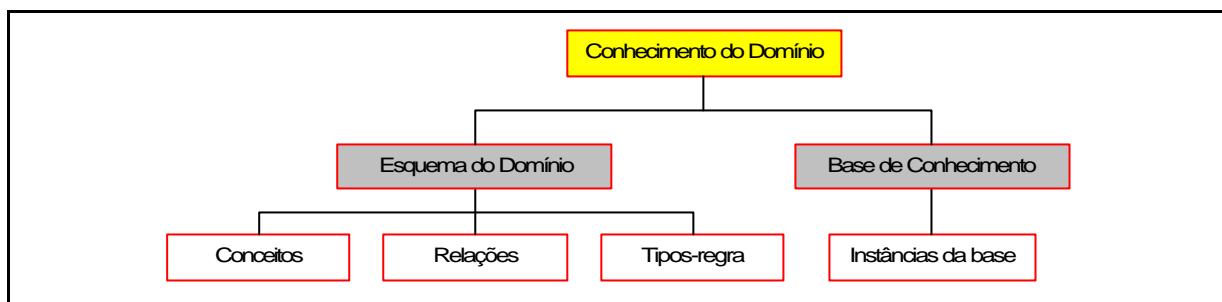 Conhecimento do Domínio
Esquema do Domínio
Base de Conhecimento
Conceitos
Relações
Tipos-regra
Instâncias da base